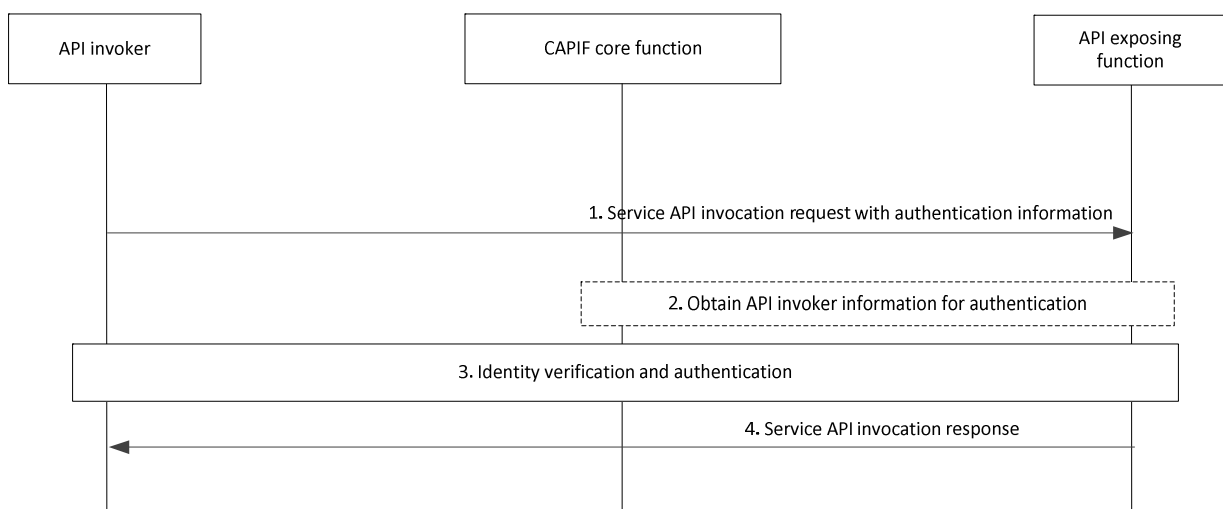 API invoker
CAPIF core function
API exposing
function
1. Service API invocation request with authentication information
2. Obtain API invoker information for authentication
3. Identity verification and authentication
4. Service API invocation response